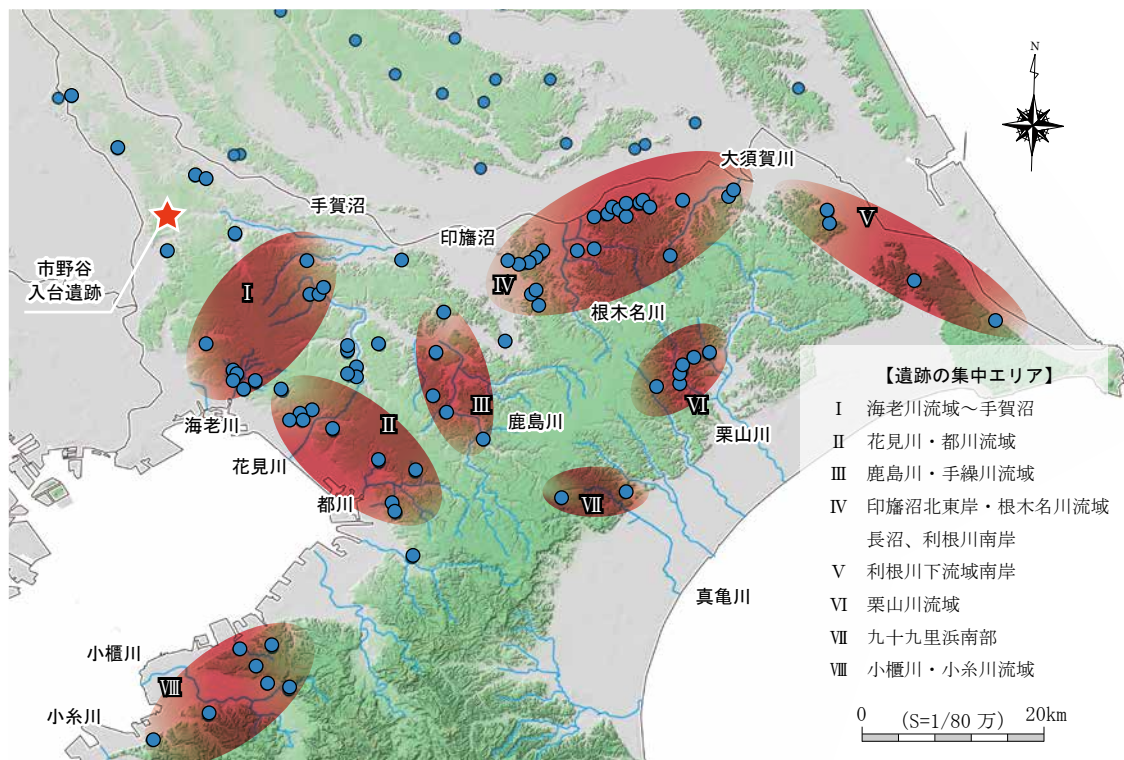 N
大須賀川
手賀沼
印旛沼
Ⅴ
市野谷
入台遺跡
Ⅰ
Ⅳ
根木名川
【遺跡の集中エリア】
Ⅰ 海老川流域~手賀沼
Ⅱ 花見川・都川流域
Ⅲ 鹿島川・手繰川流域
Ⅳ 印旛沼北東岸・根木名川流域
長沼、利根川南岸
Ⅴ 利根川下流域南岸
Ⅵ 栗山川流域
Ⅶ 九十九里浜南部
Ⅷ 小櫃川・小糸川流域
Ⅲ
Ⅵ
海老川
Ⅱ
鹿島川
栗山川
花見川
都川
Ⅶ
真亀川
小櫃川
Ⅷ
小糸川
0 (S=1/80 万) 20km